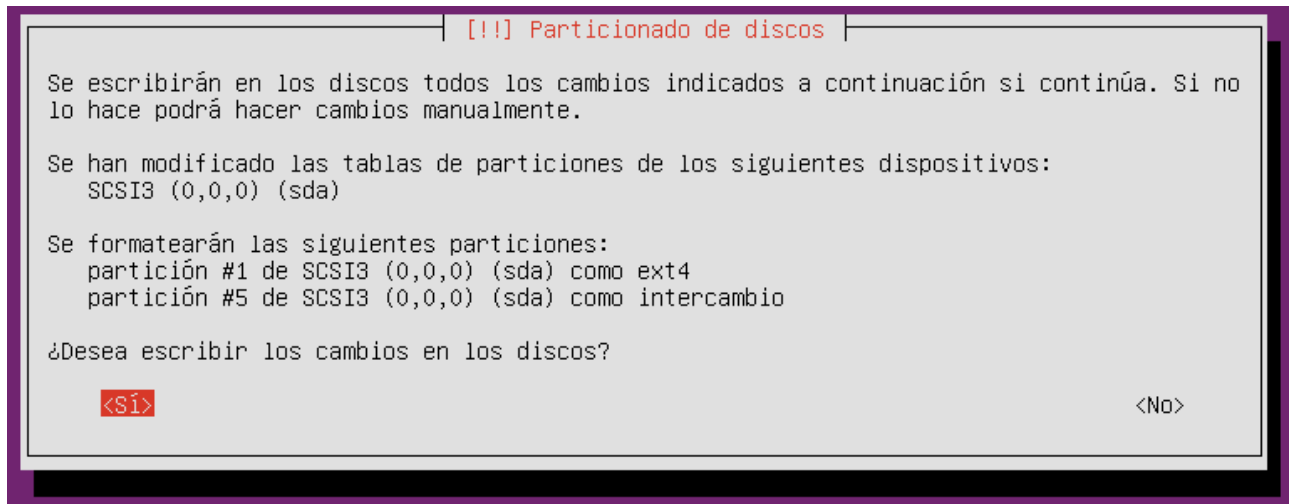 [!!] Particionado de discos
Se escribirán en los discos todos los cambios indicados a continuación si continúa. Si no
lo hace podrá hacer cambios manualmente.
Se han modificado las tablas de particiones de los siguientes dispositivos:
SCSI3 (0,0,0) (sda)
Se formatearán las siguientes particiones:
partición #1 de SCSI3 (0,0,0) (sda) como ext4
partición #5 de SCSI3 (0,0,0) (sda) como intercambio
¿Desea escribir los cambios en los discos?
<Sí> <No>